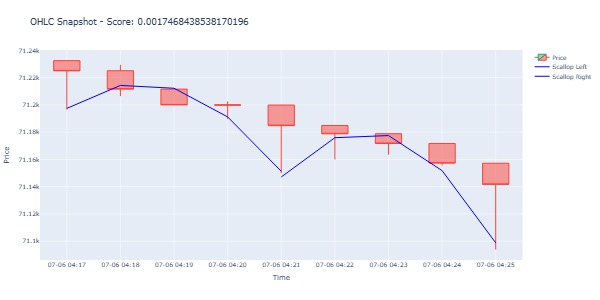 OHLC Snapshot - Score: 0.0017468438538170196
71.24k
71.22k
71.2k
71.18k
71.16k
71.14k
71.12k
71.1k
Price
07-06 04:17 07-06 04:18 07-06 04:19 07-06 04:20 07-06 04:21 07-06 04:22 07-06 04:23 07-06 04:24 07-06 04:25
Time
Price
Scallop Left
Scallop Right